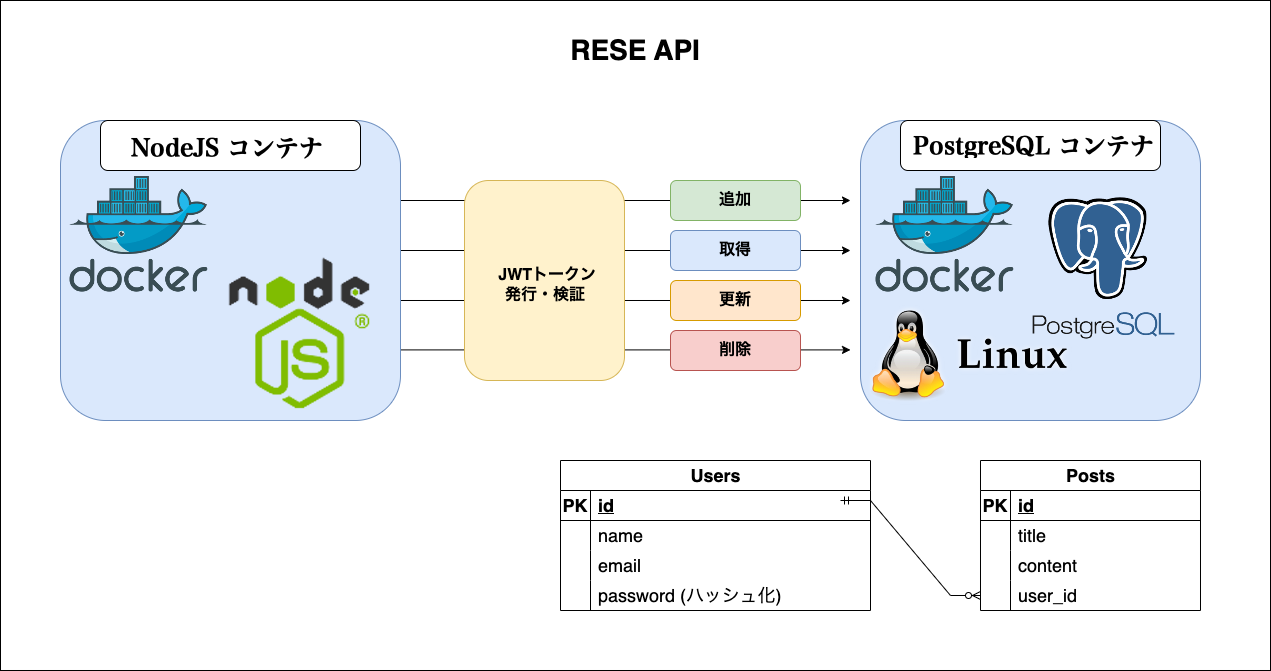 RESE API
NodeJS コンテナ
docker
node
JS
®
JWTトークン
発行・検証
追加
取得
更新
削除
PostgreSQL コンテナ
docker
PostgreSQL
Linux
Users
PK id
name
email
password (ハッシュ化)
Posts
PK id
title
content
user_id